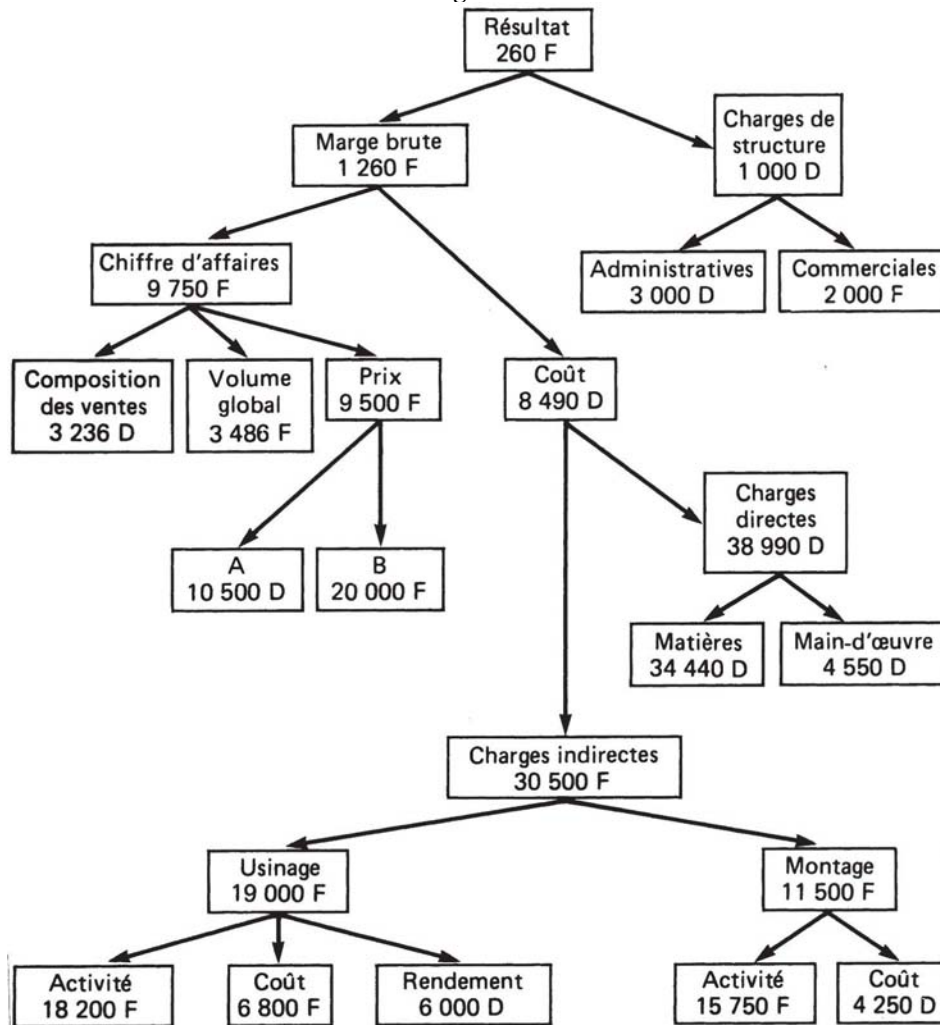 Résultat
260 F
Marge brute
1 260 F
Charges de
structure
1 000 D
Chiffre d'affaires
9 750 F
Administratives
3 000 D
Commerciales
2 000 F
Composition
des ventes
3 236 D
Volume
global
3 486 F
Prix
9 500 F
Coût
8 490 D
A
10 500 D
B
20 000 F
Charges
directes
38 990 D
Matières
34 440 D
Main-d'œuvre
4 550 D
Charges indirectes
30 500 F
Usinage
19 000 F
Montage
11 500 F
Activité
18 200 F
Coût
6 800 F
Rendement
6 000 D
Activité
15 750 F
Coût
4 250 D